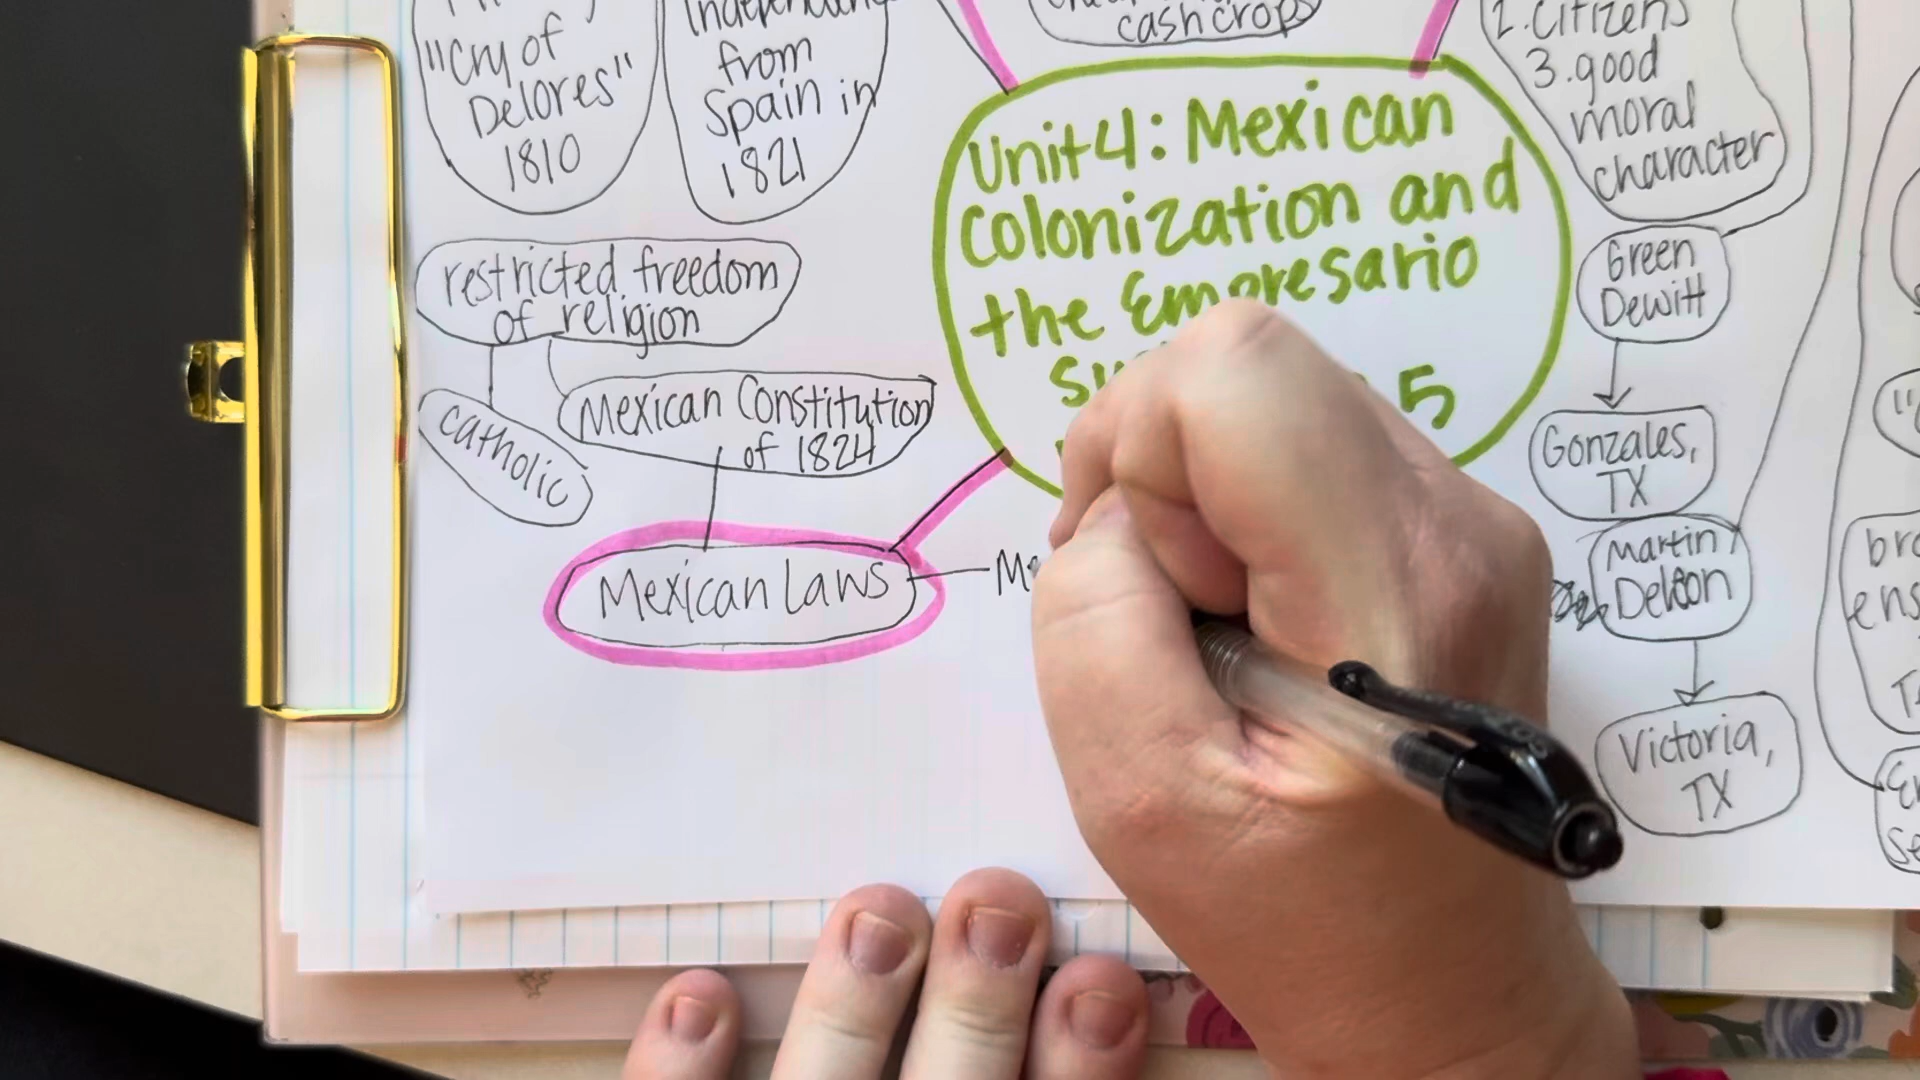 "Cry of
Delores"
1810
from
Spain in
1821
cash crops
2. citizens
3. good
moral
character
Unit 4: Mexican
Colonization and
the Empresario
5
restricted freedom
of religion
catholic
Mexican Constitution
of 1824
Mexican Laws
Green
Dewitt
Gonzales,
TX
Martin
Deleon
Victoria,
TX